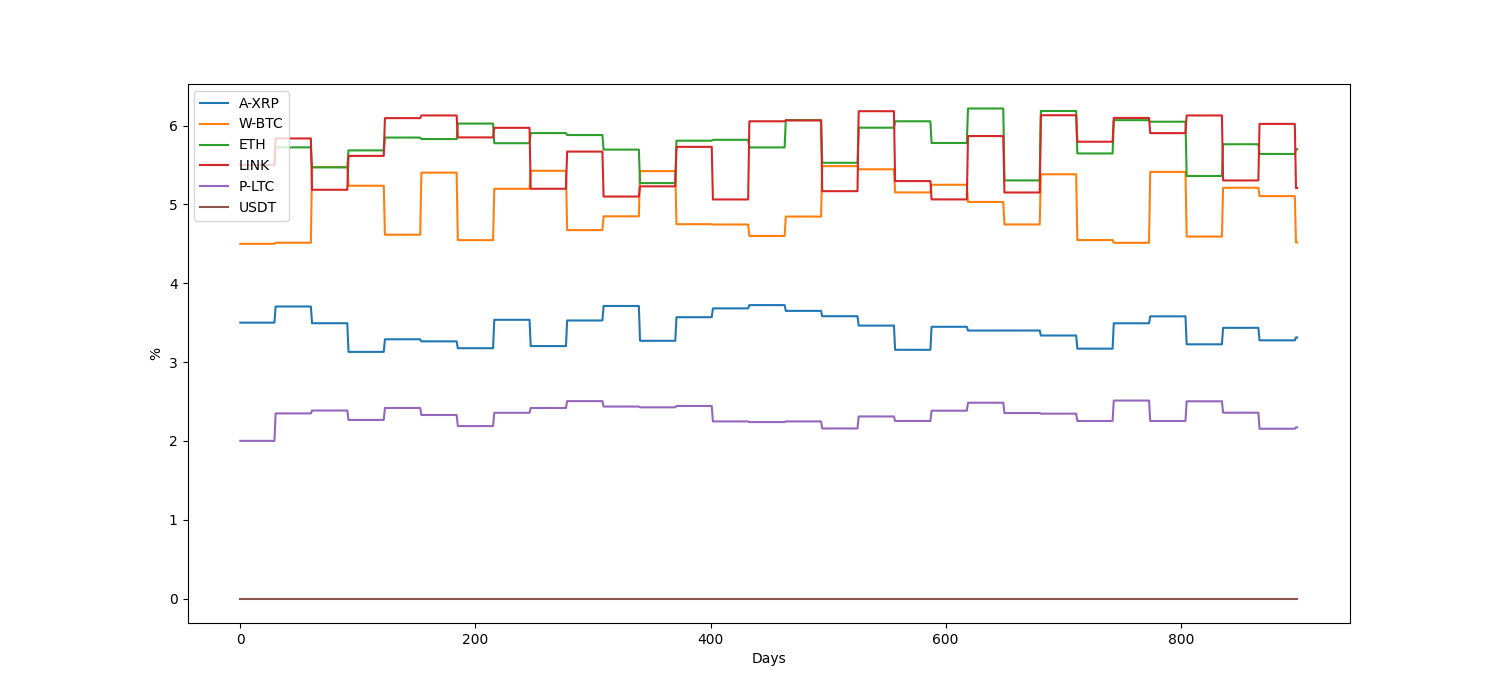 A-XRP
W-BTC
ETH
LINK
P-LTC
USDT
6
5
4
3
2
1
0
%
0 200 400 600 800
Days